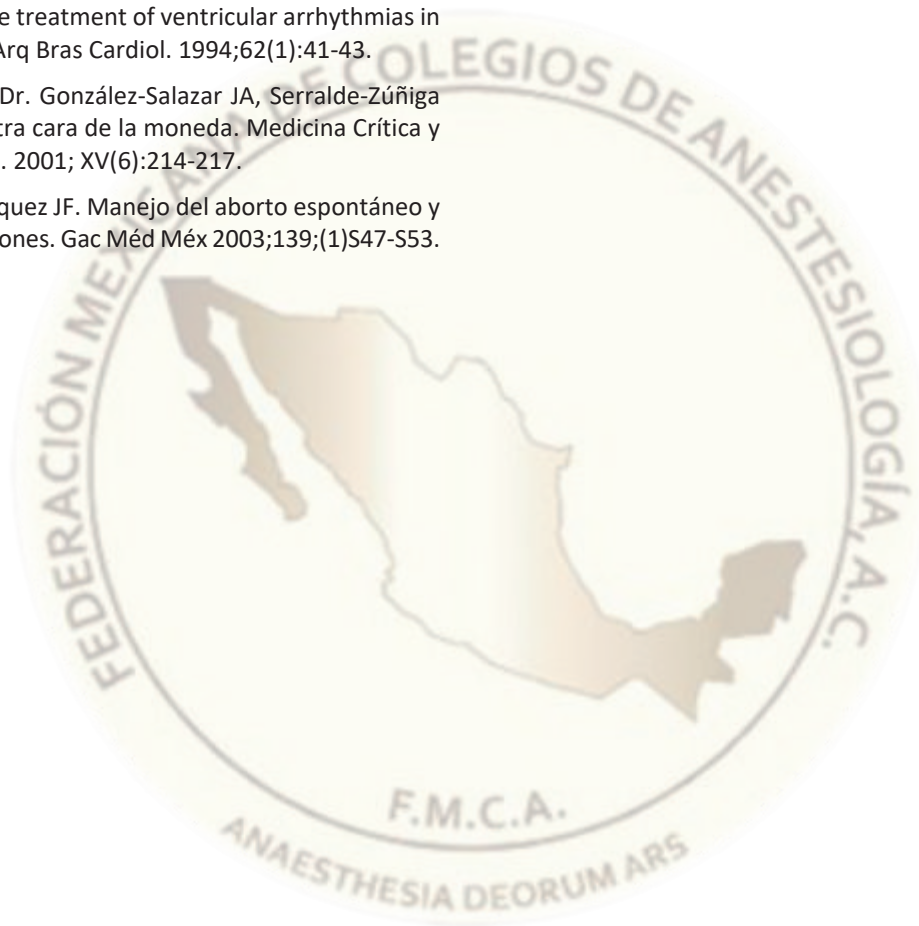 e treatment of ventricular arrhythmias in
Arq Bras Cardiol. 1994;62(1):41-43.
Dr. González-Salazar JA, Serralde-Zúñiga
tra cara de la moneda. Medicina Crítica y
. 2001; XV(6):214-217.
quez JF. Manejo del aborto espontáneo y
iones. Gac Méd Méx 2003;139;(1)S47-S53.
FEDERACIÓN MEXICANA DE COLEGIOS DE ANESTESIOLOGÍA, A.C.
F.M.C.A.
ANAESTHESIA DEORUM ARS